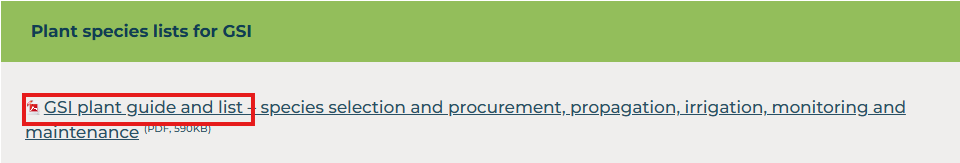 Plant species lists for GSI
GSI plant guide and list – species selection and procurement, propagation, irrigation, monitoring and
maintenance (PDF, 590KB)